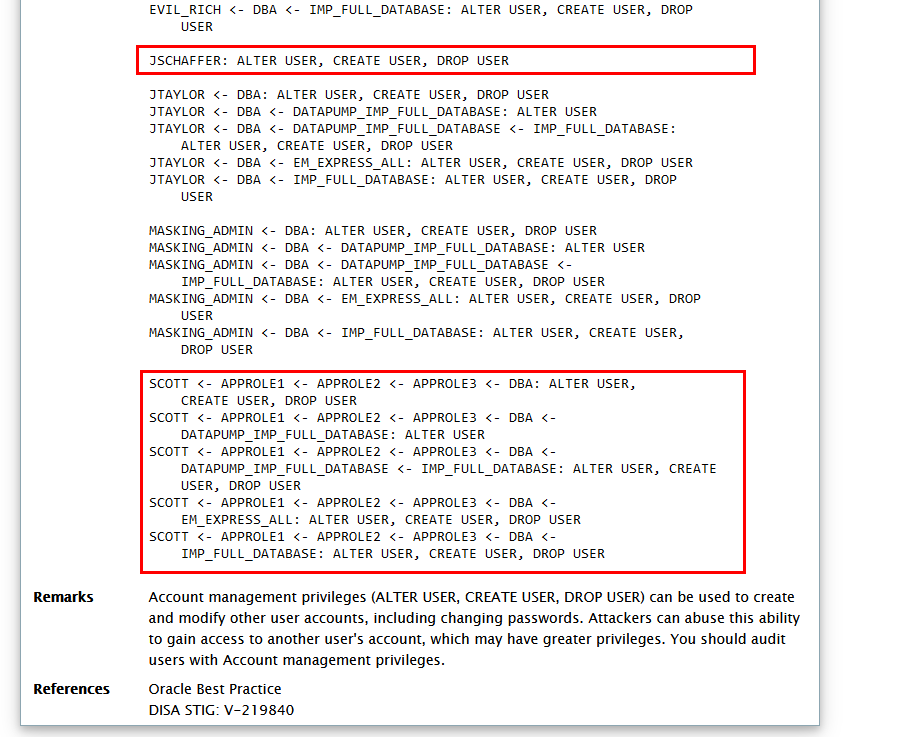 EVIL_RICH <- DBA <- IMP_FULL_DATABASE: ALTER USER, CREATE USER, DROP
USER
JSCHAFFER: ALTER USER, CREATE USER, DROP USER
JTAYLOR <- DBA: ALTER USER, CREATE USER, DROP USER
JTAYLOR <- DBA <- DATAPUMP_IMP_FULL_DATABASE: ALTER USER
JTAYLOR <- DBA <- DATAPUMP_IMP_FULL_DATABASE <- IMP_FULL_DATABASE:
ALTER USER, CREATE USER, DROP USER
JTAYLOR <- DBA <- EM_EXPRESS_ALL: ALTER USER, CREATE USER, DROP USER
JTAYLOR <- DBA <- IMP_FULL_DATABASE: ALTER USER, CREATE USER, DROP
USER
MASKING_ADMIN <- DBA: ALTER USER, CREATE USER, DROP USER
MASKING_ADMIN <- DBA <- DATAPUMP_IMP_FULL_DATABASE: ALTER USER
MASKING_ADMIN <- DBA <- DATAPUMP_IMP_FULL_DATABASE <-
IMP_FULL_DATABASE: ALTER USER, CREATE USER, DROP USER
MASKING_ADMIN <- DBA <- EM_EXPRESS_ALL: ALTER USER, CREATE USER, DROP
USER
MASKING_ADMIN <- DBA <- IMP_FULL_DATABASE: ALTER USER, CREATE USER,
DROP USER
SCOTT <- APPROLE1 <- APPROLE2 <- APPROLE3 <- DBA: ALTER USER,
CREATE USER, DROP USER
SCOTT <- APPROLE1 <- APPROLE2 <- APPROLE3 <- DBA <-
DATAPUMP_IMP_FULL_DATABASE: ALTER USER
SCOTT <- APPROLE1 <- APPROLE2 <- APPROLE3 <- DBA <-
DATAPUMP_IMP_FULL_DATABASE <- IMP_FULL_DATABASE: ALTER USER, CREATE
USER, DROP USER
SCOTT <- APPROLE1 <- APPROLE2 <- APPROLE3 <- DBA <-
EM_EXPRESS_ALL: ALTER USER, CREATE USER, DROP USER
SCOTT <- APPROLE1 <- APPROLE2 <- APPROLE3 <- DBA <-
IMP_FULL_DATABASE: ALTER USER, CREATE USER, DROP USER
Remarks Account management privileges (ALTER USER, CREATE USER, DROP USER) can be used to create
and modify other user accounts, including changing passwords. Attackers can abuse this ability
to gain access to another user's account, which may have greater privileges. You should audit
users with Account management privileges.
References Oracle Best Practice
DISA STIG: V-219840